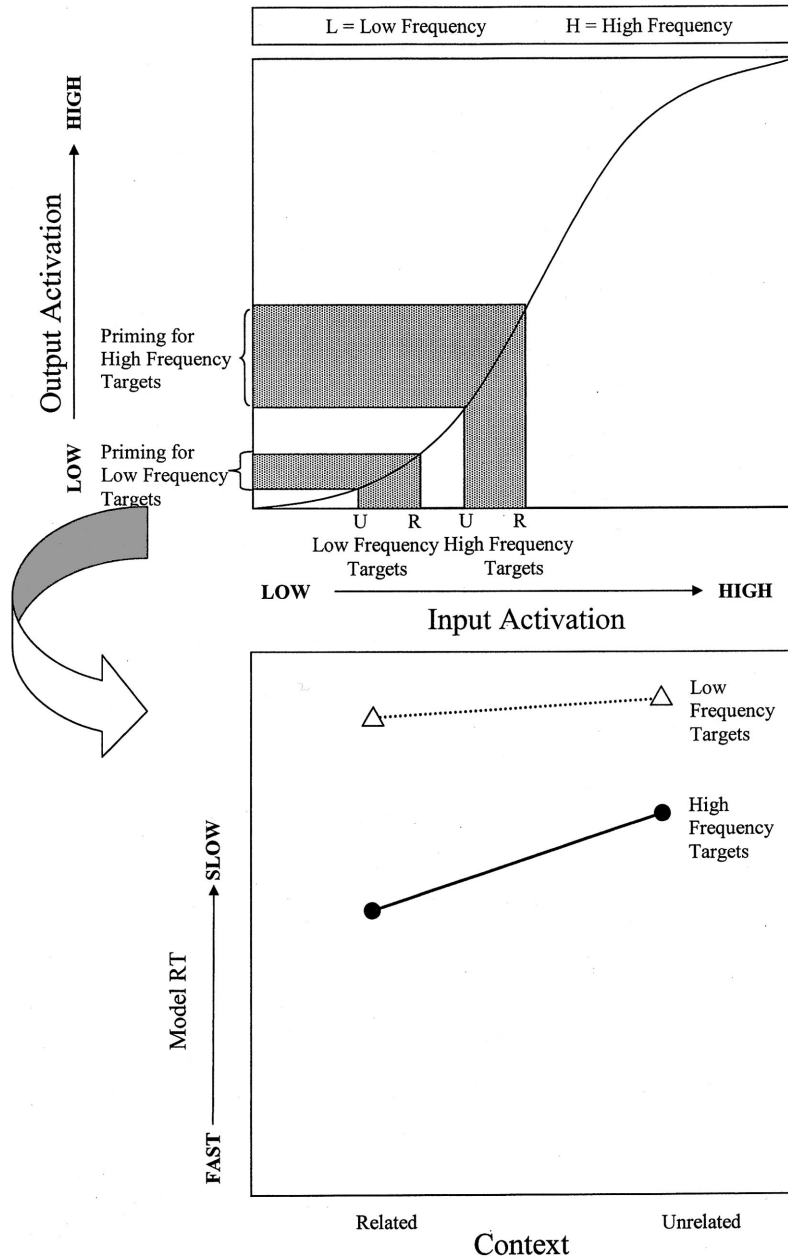 L = Low Frequency H = High Frequency
HIGH
Output Activation
LOW
Priming for
High Frequency
Targets
Priming for
Low Frequency
Targets
U R U R
Low Frequency High Frequency
Targets Targets
LOW HIGH
Input Activation
Low
Frequency
Targets
High
Frequency
Targets
SLOW
Model RT
FAST
Related Unrelated
Context